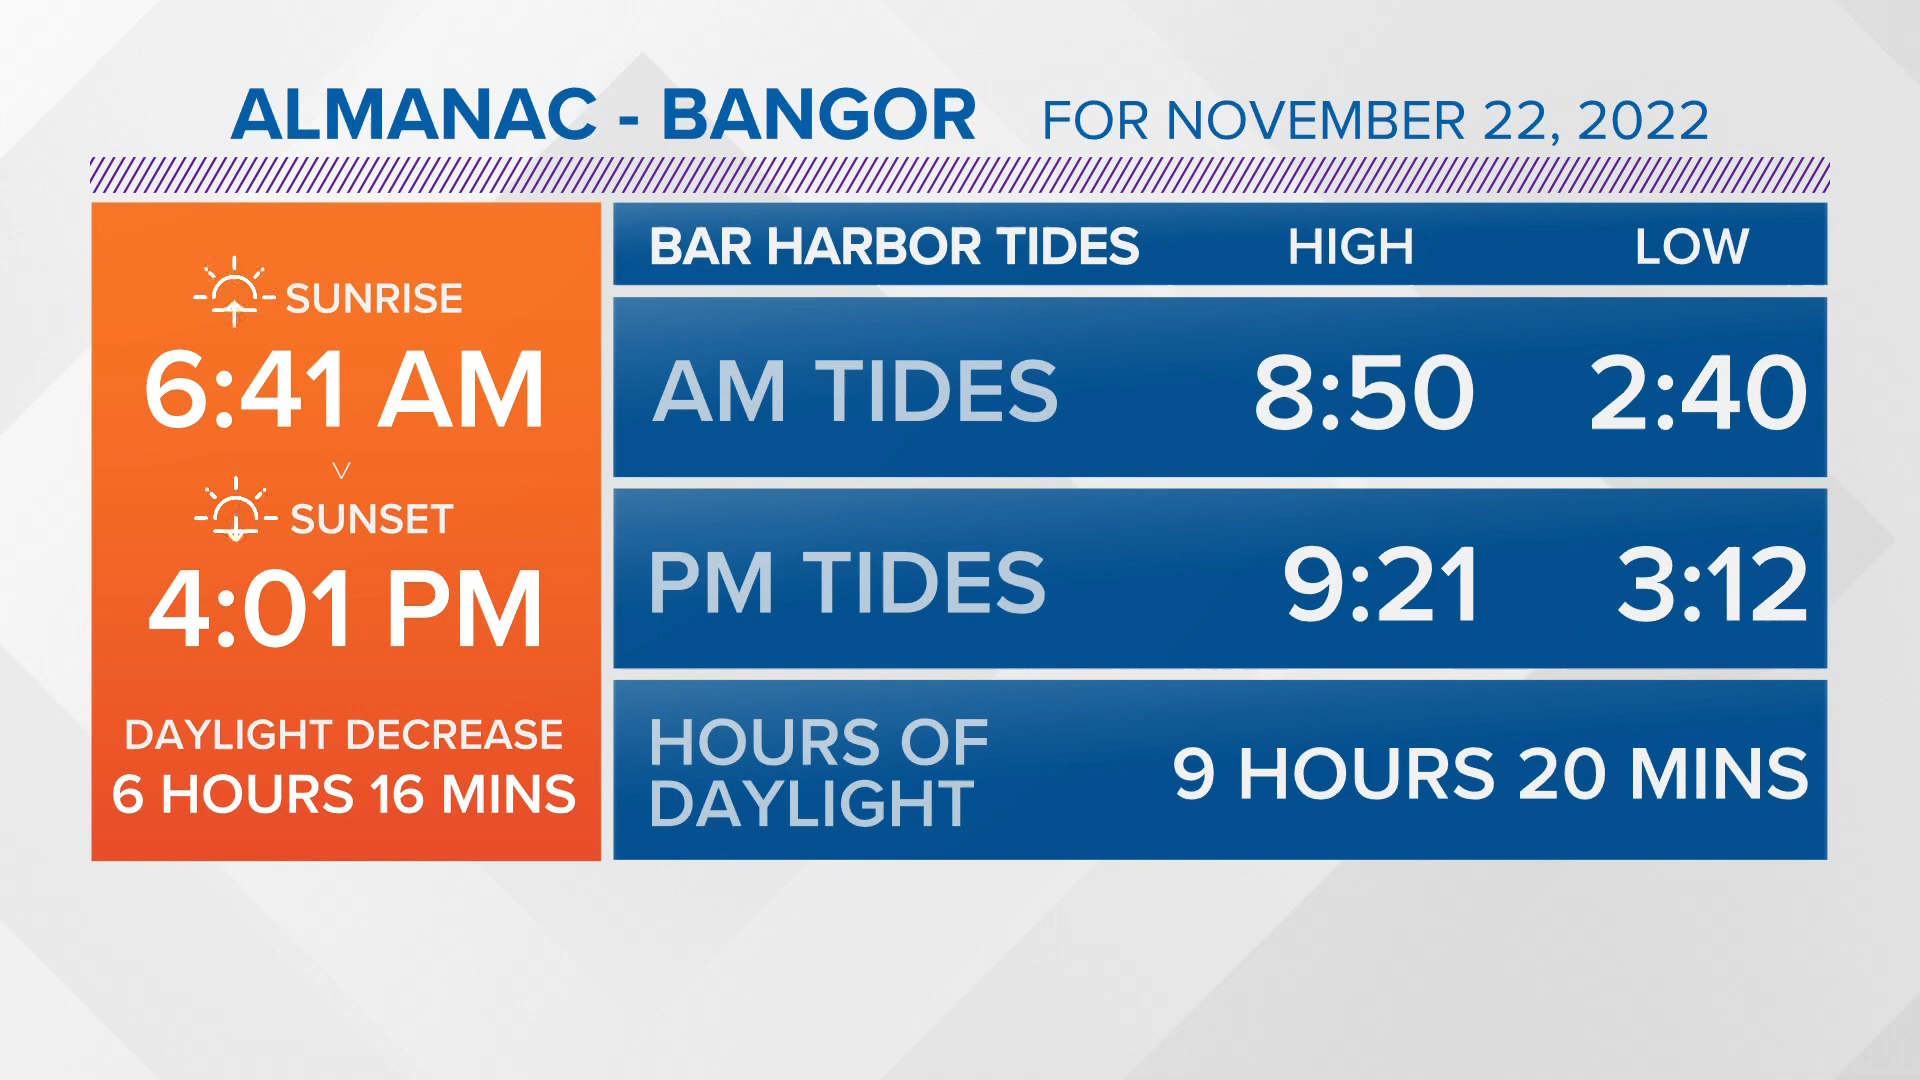 ALMANAC - BANGOR FOR NOVEMBER 22, 2022
SUNRISE
6:41 AM
SUNSET
4:01 PM
DAYLIGHT DECREASE
6 HOURS 16 MINS
BAR HARBOR TIDES HIGH LOW
AM TIDES 8:50 2:40
PM TIDES 9:21 3:12
HOURS OF
DAYLIGHT
9 HOURS 20 MINS